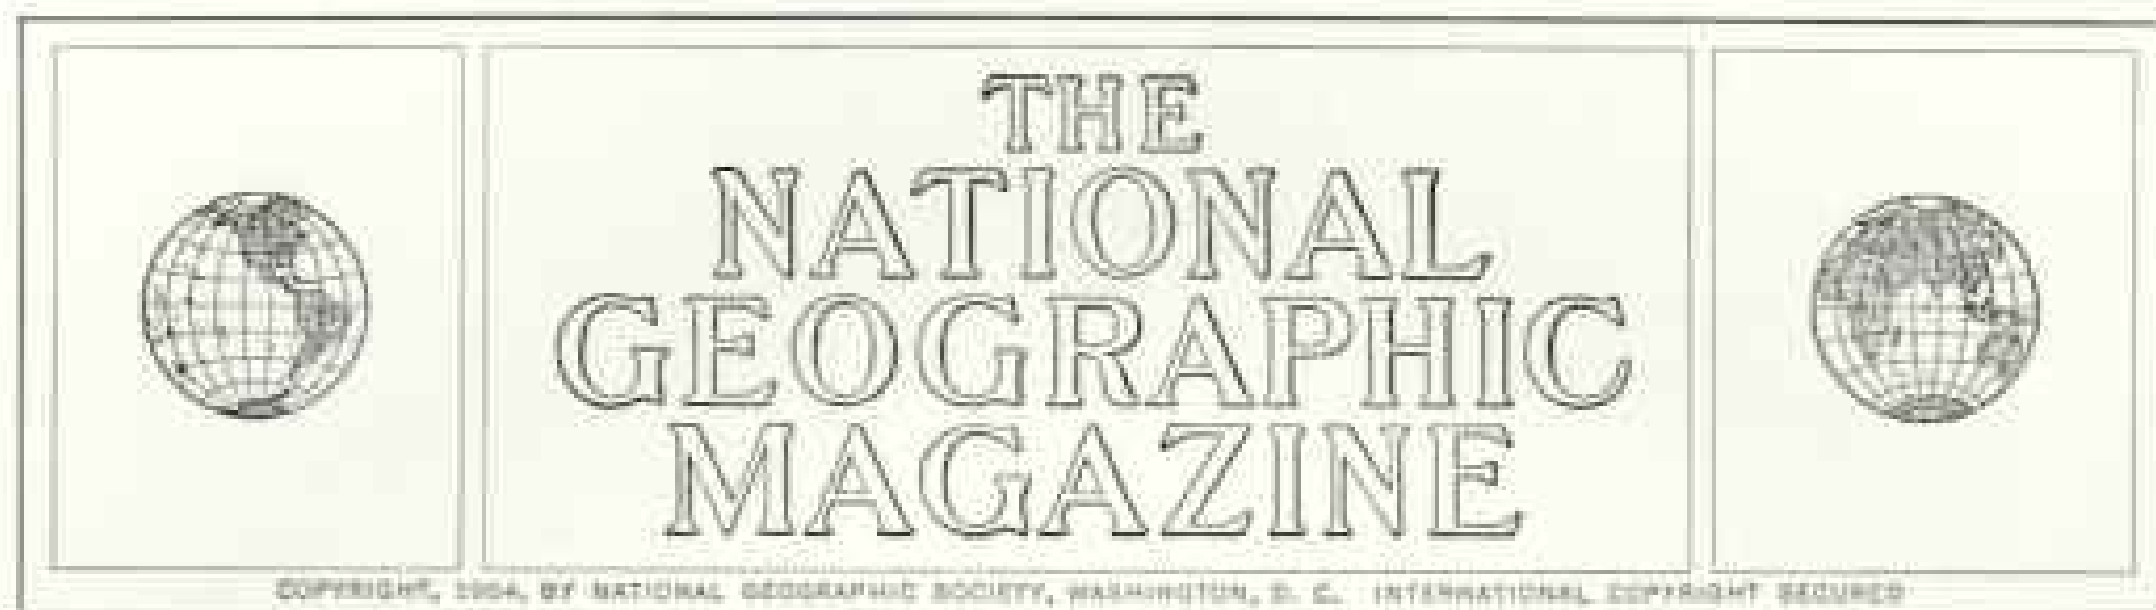 THE
NATIONAL
GEOGRAPHIC
MAGAZINE
COPYRIGHT, BY NATIONAL GEOGRAPHIC SOCIETY, WASHINGTON, D. C. INTERNATIONAL COPYRIGHT SECURED